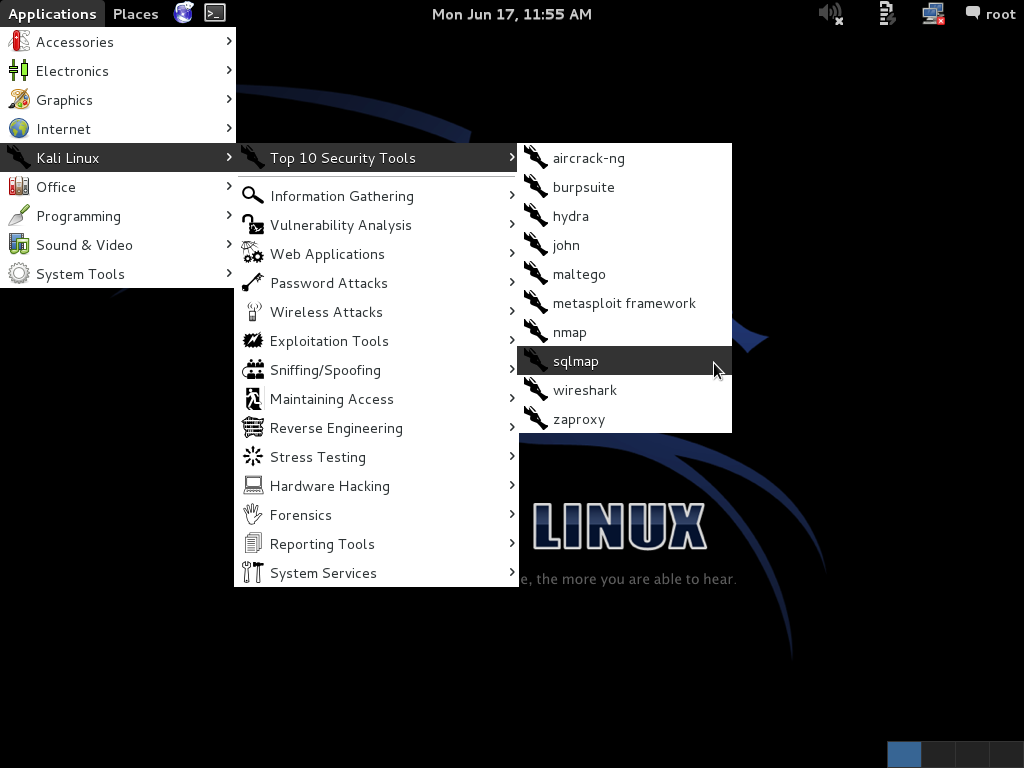 Applications Places Mon Jun 17, 11:55 AM root
Accessories
Electronics
Graphics
Internet
Kali Linux
Office
Programming
Sound & Video
System Tools
Top 10 Security Tools
Information Gathering
Vulnerability Analysis
Web Applications
Password Attacks
Wireless Attacks
Exploitation Tools
Sniffing/Spoofing
Maintaining Access
Reverse Engineering
Stress Testing
Hardware Hacking
Forensics
Reporting Tools
System Services
aircrack-ng
burpsuite
hydra
john
maltego
metasploit framework
nmap
sqlmap
wireshark
zaproxy
LINUX
e, the more you are able to hear.